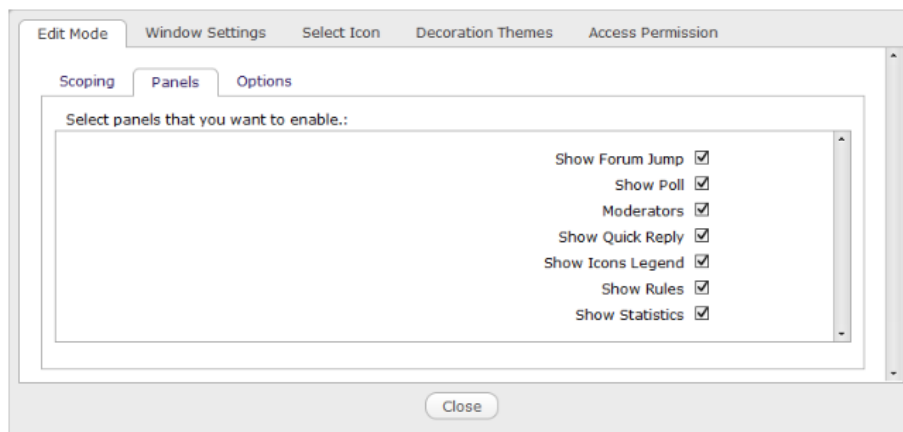 Edit Mode Window Settings Select Icon Decoration Themes Access Permission
Scoping Panels Options
Select panels that you want to enable.:
Show Forum Jump
Show Poll
Moderators
Show Quick Reply
Show Icons Legend
Show Rules
Show Statistics
Close